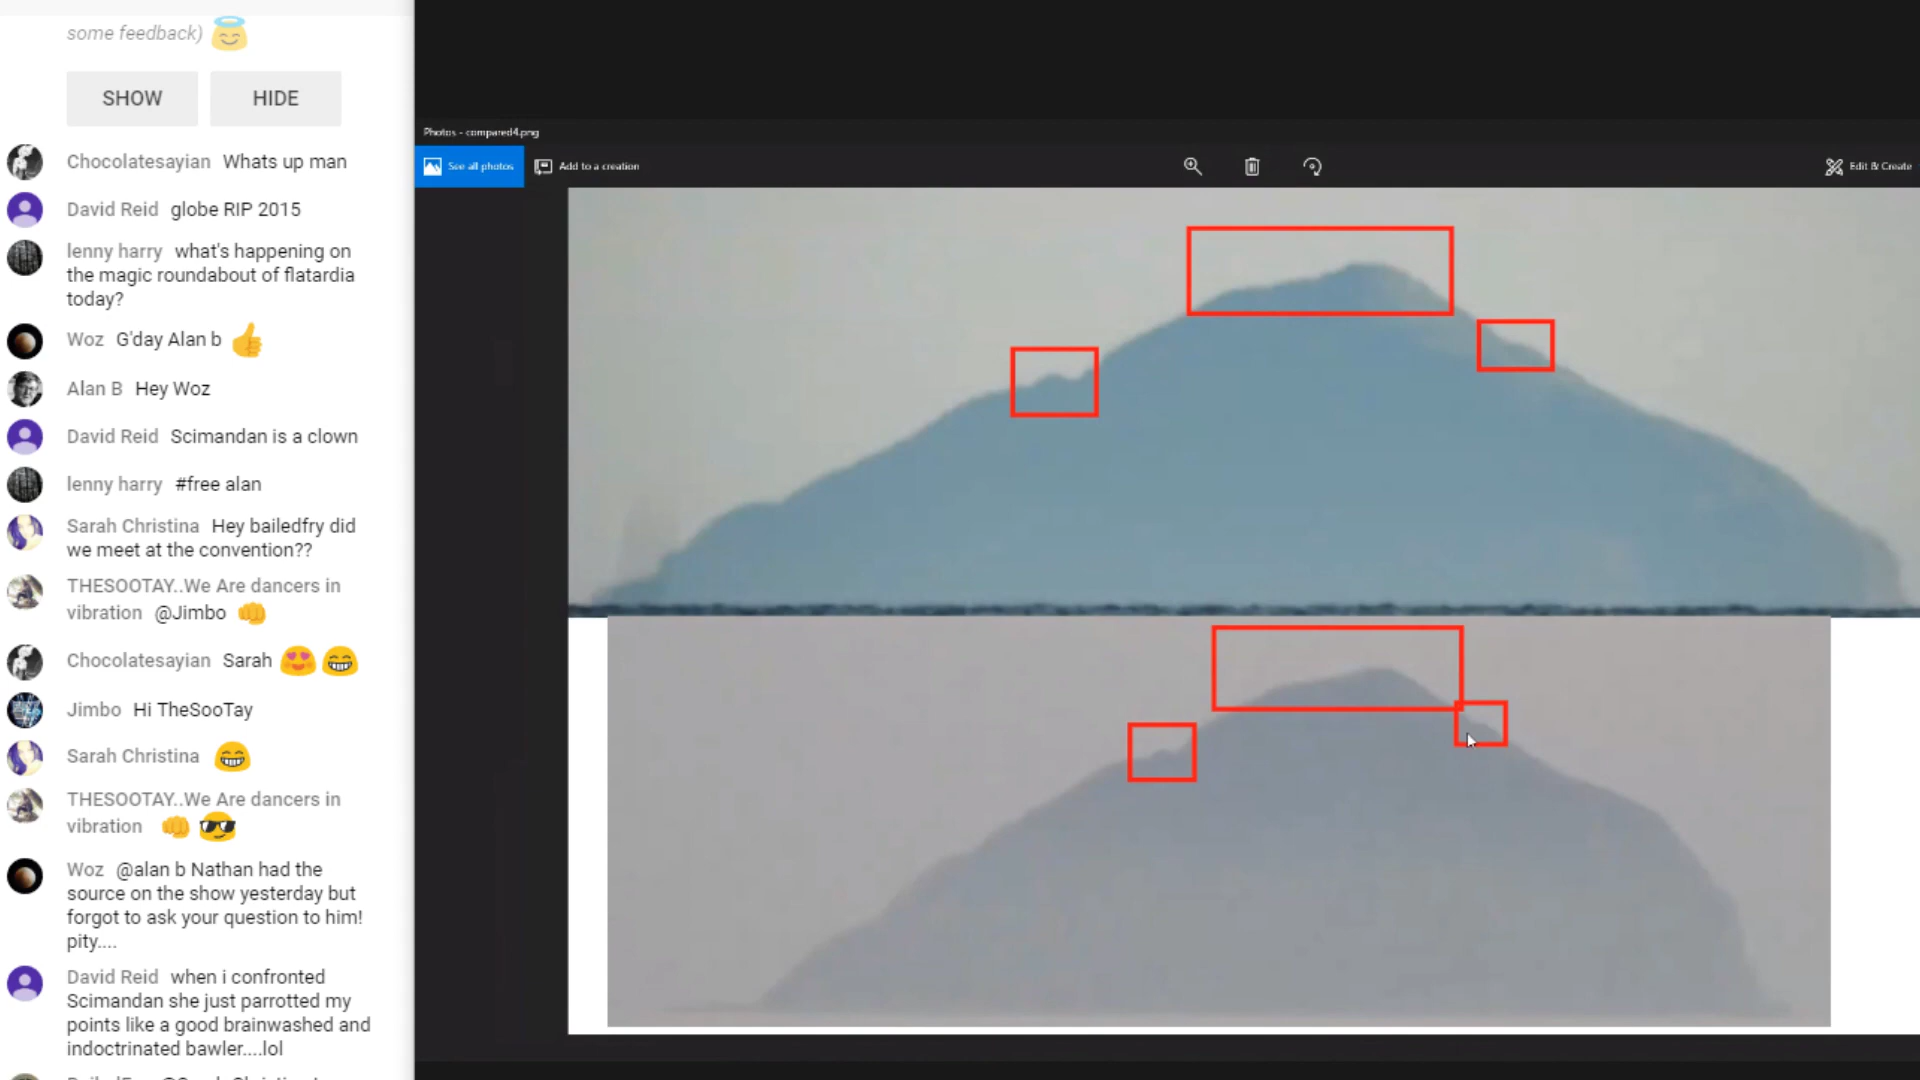 some feedback)
SHOW HIDE
Chocolatesayian Whats up man
David Reid globe RIP 2015
lenny harry what's happening on
the magic roundabout of flatardia
today?
Woz G'day Alan b
Alan B Hey Woz
David Reid Scimandan is a clown
lenny harry #free alan
Sarah Christina Hey bailedfry did
we meet at the convention??
THESOOTAY..We Are dancers in
vibration @Jimbo
Chocolatesayian Sarah
Jimbo Hi TheSooTay
Sarah Christina
THESOOTAY..We Are dancers in
vibration
Woz @alan b Nathan had the
source on the show yesterday but
forgot to ask your question to him!
pity....
David Reid when i confronted
Scimandan she just parrotted my
points like a good brainwashed and
indoctrinated bawler....lol
Photos - compared4.png
See all photos Add to a creation Edit & Create